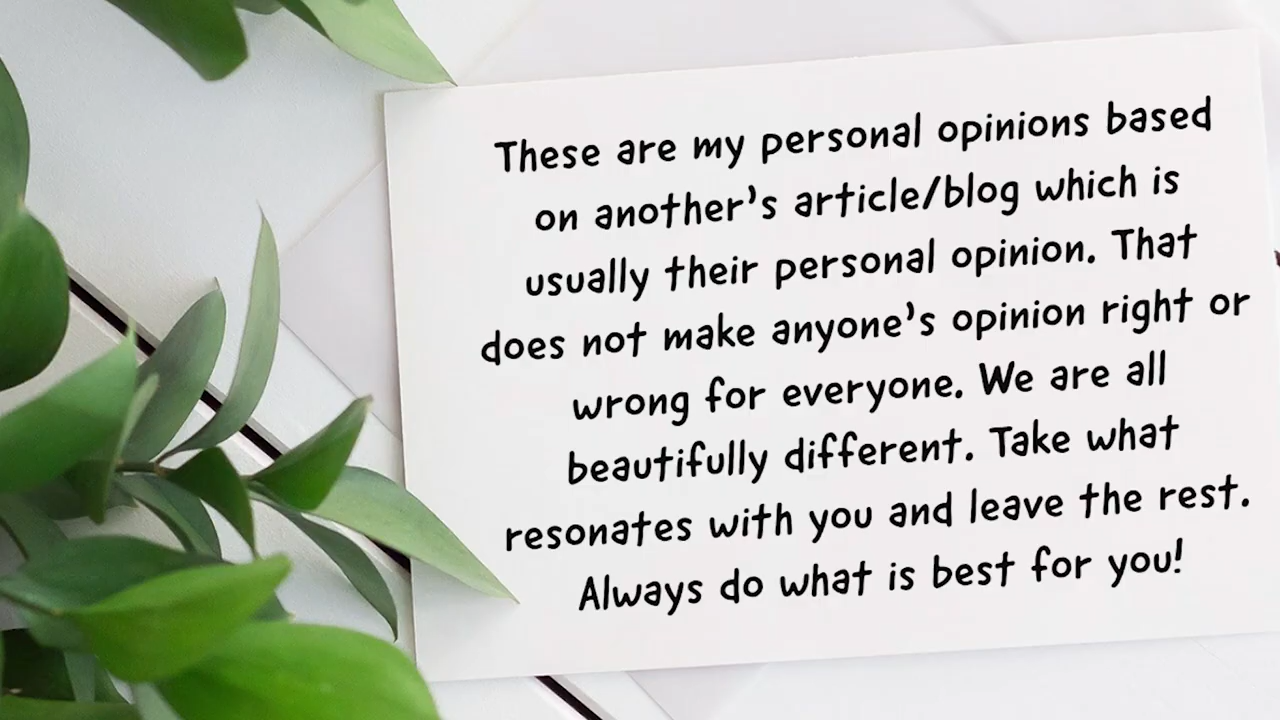 These are my personal opinions based
on another's article/blog which is
usually their personal opinion. That
does not make anyone's opinion right or
wrong for everyone. We are all
beautifully different. Take what
resonates with you and leave the rest.
Always do what is best for you!